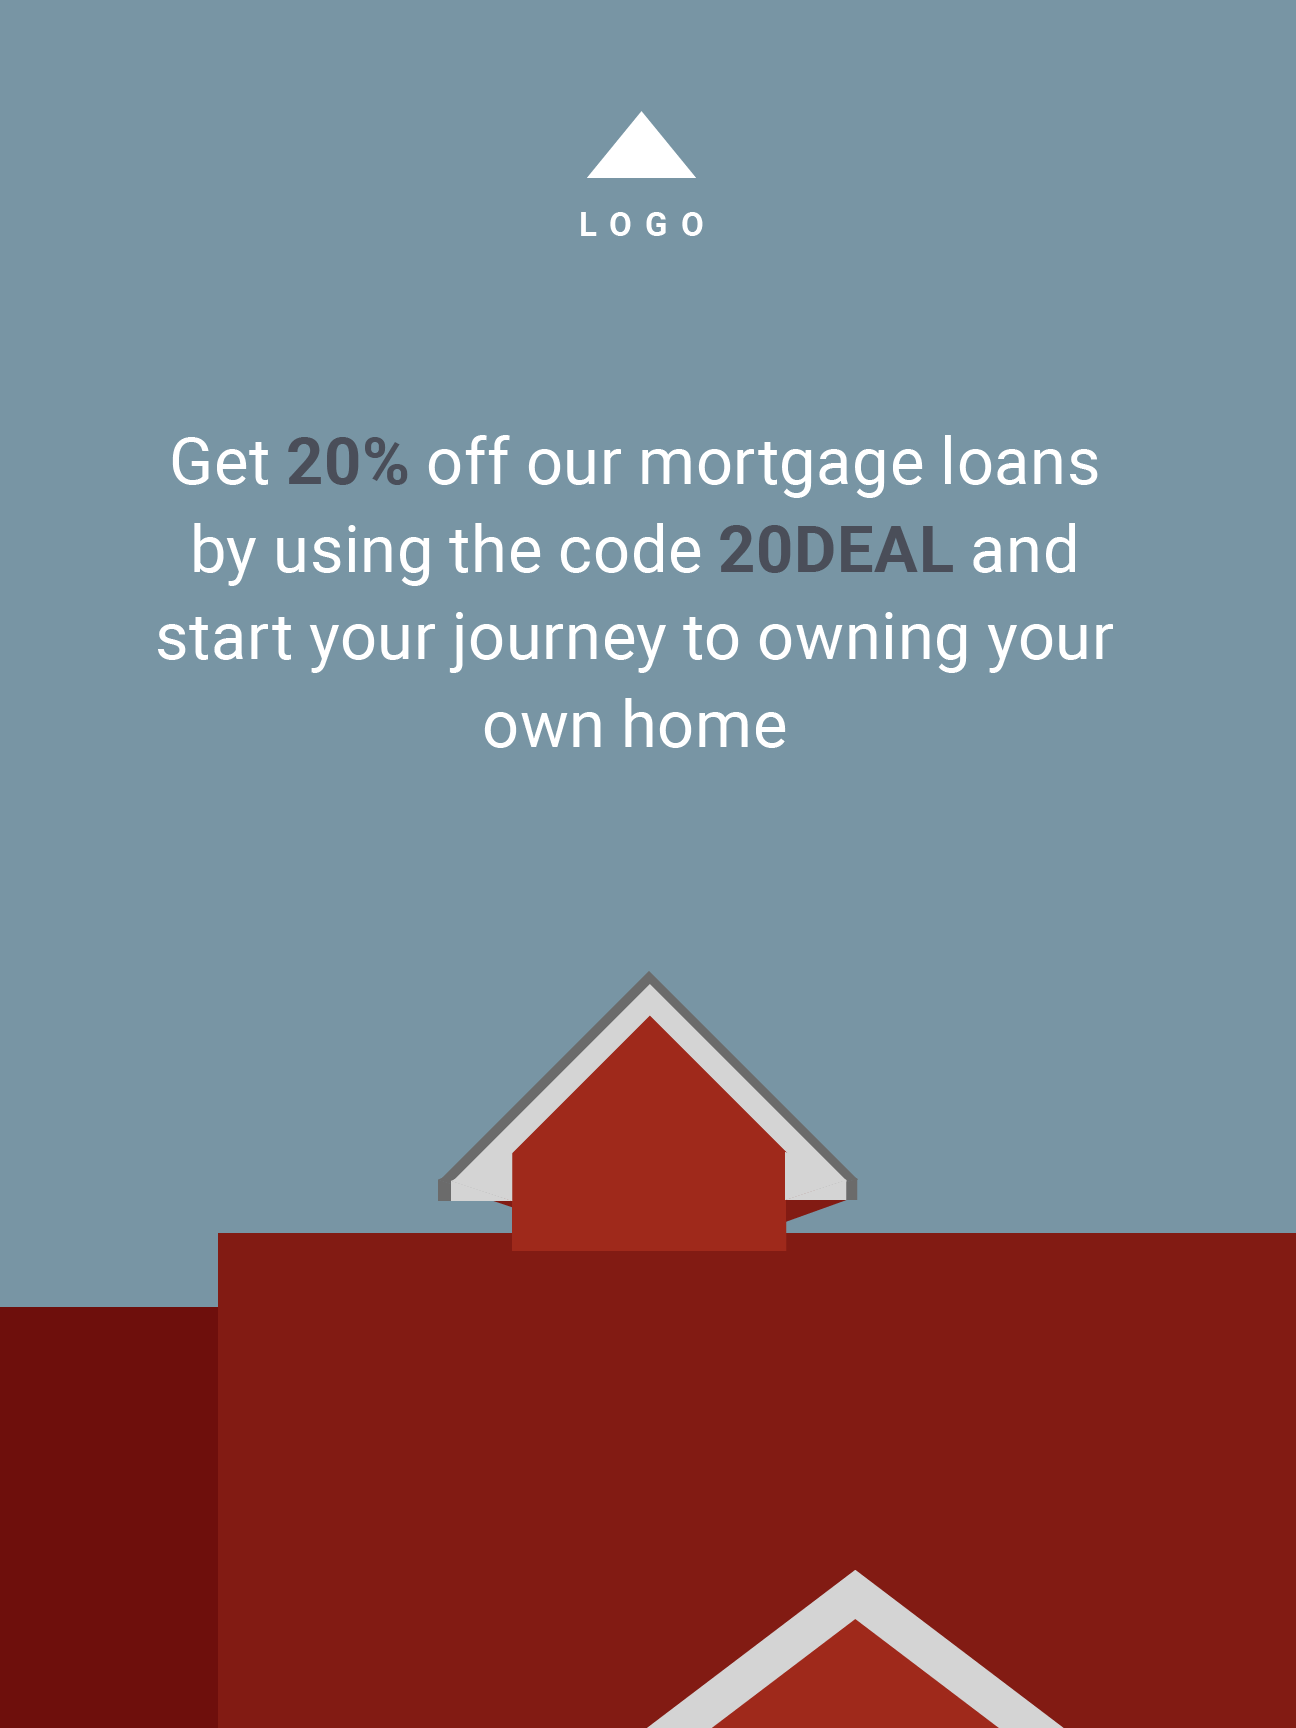 LOGO
Get 20% off our mortgage loans
by using the code 20DEAL and
start your journey to owning your
own home